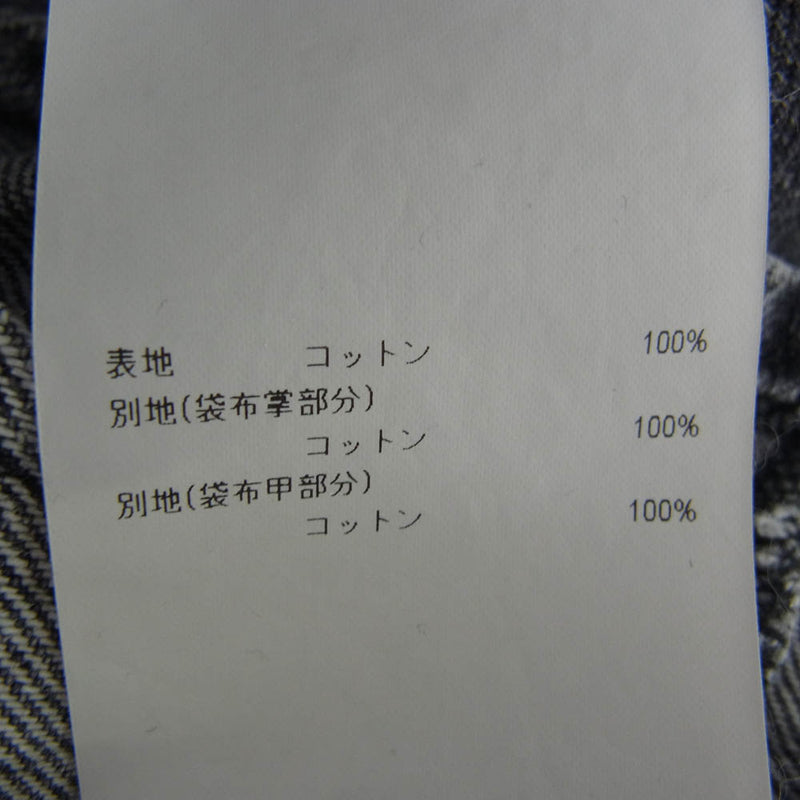 表地 コットン 100%
別地(袋布掌部分)
コットン 100%
別地(袋布甲部分)
コットン 100%